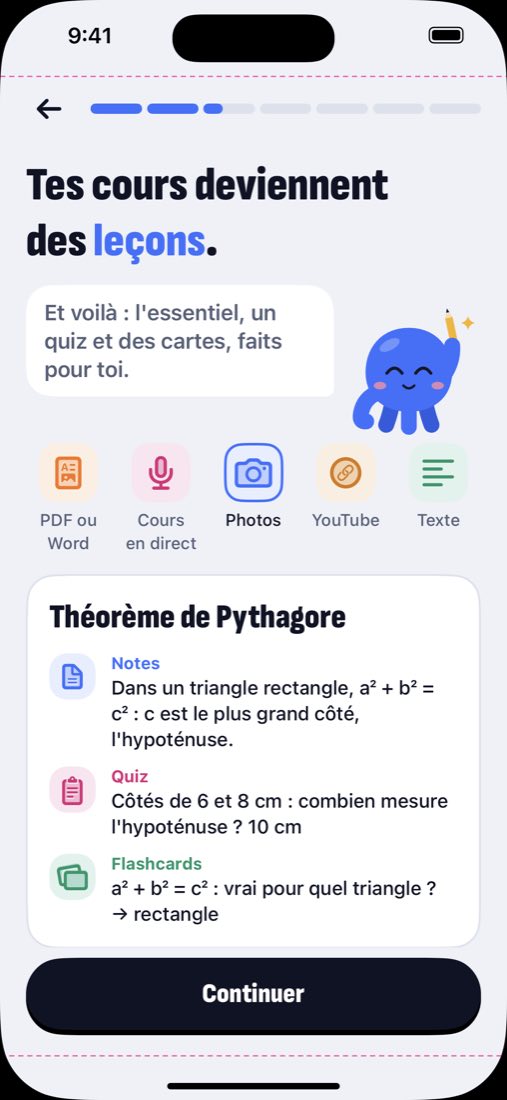 9:41
Tes cours deviennent
des leçons.
Et voilà : l'essentiel, un
quiz et des cartes, faits
pour toi.
PDF ou
Word
Cours
en direct
Photos
YouTube
Texte
Théorème de Pythagore
Notes
Dans un triangle rectangle, a² + b² =
c² : c est le plus grand côté,
l'hypoténuse.
Quiz
Côtés de 6 et 8 cm : combien mesure
l'hypoténuse ? 10 cm
Flashcards
a² + b² = c² : vrai pour quel triangle ?
→ rectangle
Continuer